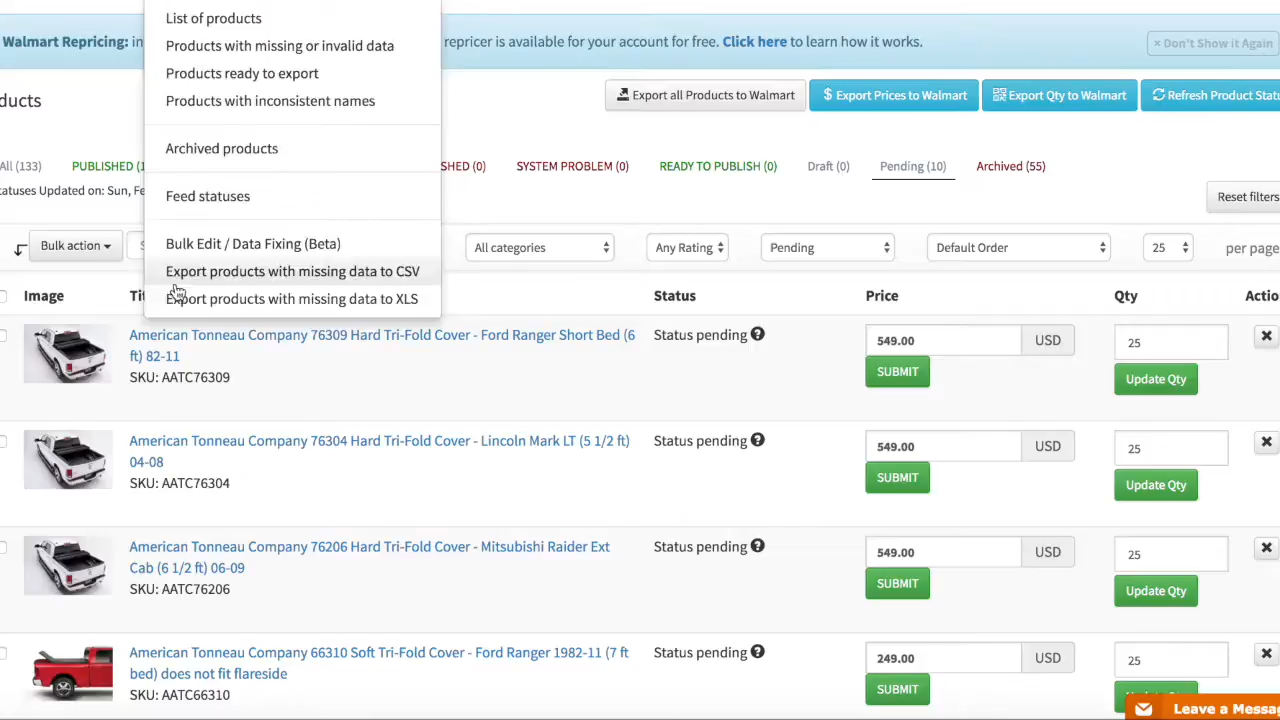 List of products
Walmart Repricing: in
repricer is available for your account for free. Click here to learn how it works.
× Don't Show it Again
Products with missing or invalid data
Products ready to export
Products with inconsistent names
Archived products
Feed statuses
Bulk Edit / Data Fixing (Beta)
Export products with missing data to CSV
Export products with missing data to XLS
ducts
Export all Products to Walmart
$ Export Prices to Walmart
Export Qty to Walmart
Refresh Product Statu
All (133)
PUBLISHED (1
SHED (0)
SYSTEM PROBLEM (0)
READY TO PUBLISH (0)
Draft (0)
Pending (10)
Archived (55)
tatuses Updated on: Sun, Fe
Reset filters
Bulk action
All categories
Any Rating
Pending
Default Order
25
per page
Image
Tit
Status
Price
Qty
Actio
American Tonneau Company 76309 Hard Tri-Fold Cover - Ford Ranger Short Bed (6
ft) 82-11
SKU: AATC76309
Status pending
549.00 USD
SUBMIT
25
Update Qty
American Tonneau Company 76304 Hard Tri-Fold Cover - Lincoln Mark LT (5 1/2 ft)
04-08
SKU: AATC76304
Status pending
549.00 USD
SUBMIT
25
Update Qty
American Tonneau Company 76206 Hard Tri-Fold Cover - Mitsubishi Raider Ext
Cab (6 1/2 ft) 06-09
SKU: AATC76206
Status pending
549.00 USD
SUBMIT
25
Update Qty
American Tonneau Company 66310 Soft Tri-Fold Cover - Ford Ranger 1982-11 (7 ft
bed) does not fit flareside
SKU: AATC66310
Status pending
249.00 USD
SUBMIT
25
Leave a Messa